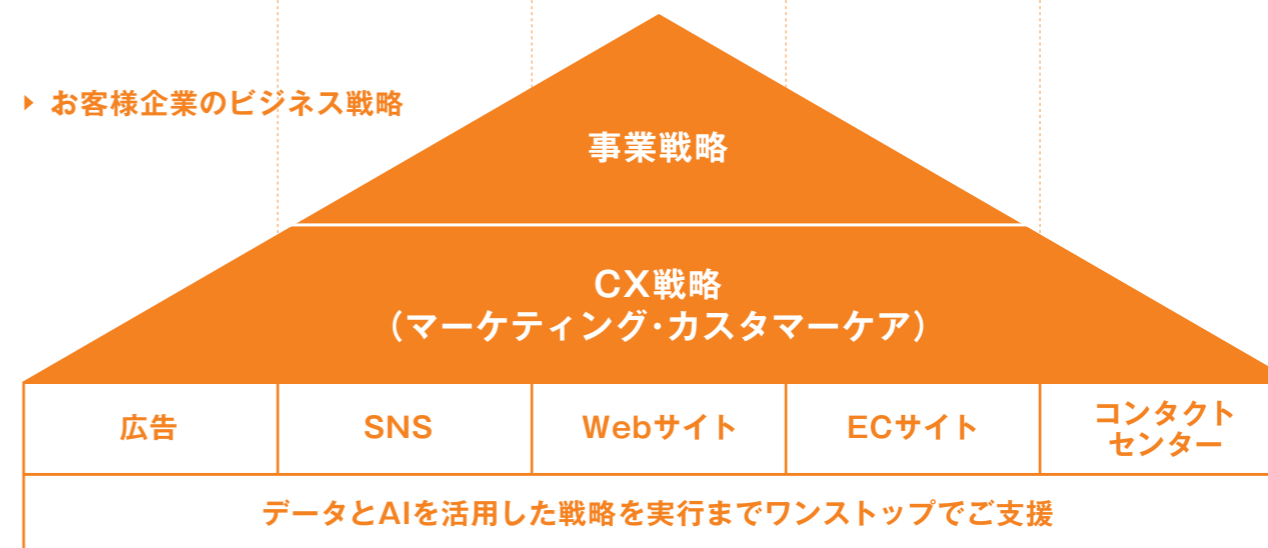 お客様企業のビジネス戦略
事業戦略
CX戦略
（マーケティング・カスタマーケア）
広告
SNS
Webサイト
ECサイト
コンタクト
センター
データとAIを活用した戦略を実行までワンストップでご支援